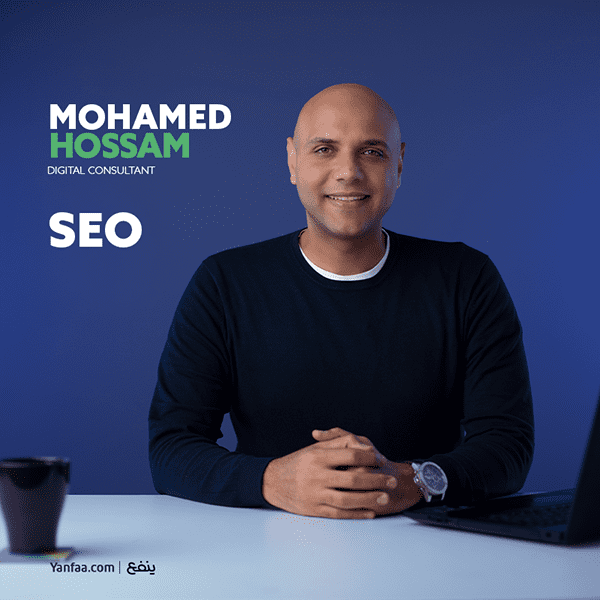 MOHAMED
HOSSAM
DIGITAL CONSULTANT
SEO
Yanfaa.com | ينفع